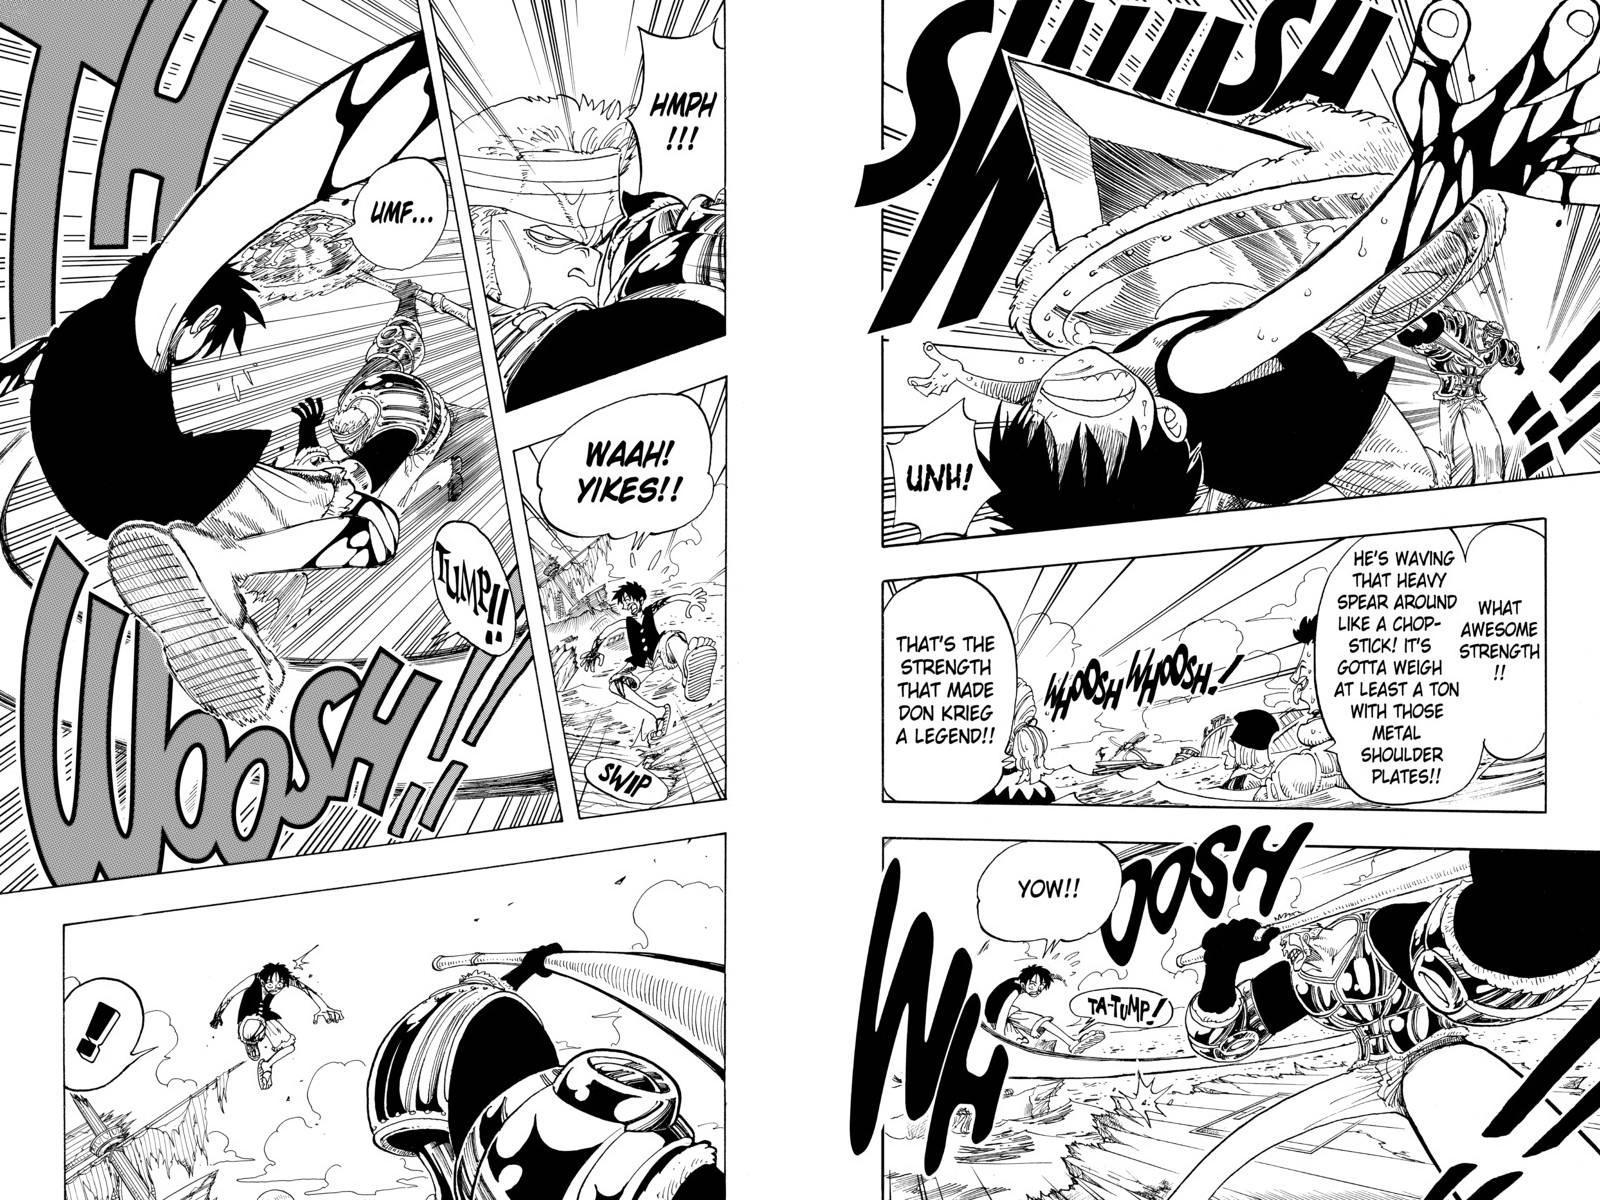 SHIIIISH
UNH!
WHAT
AWESOME
STRENGTH
!!
HE'S WAVING
THAT HEAVY
SPEAR AROUND
LIKE A CHOP-
STICK! IT'S
GOTTA WEIGH
AT LEAST A TON
WITH THOSE
METAL
SHOULDER
PLATES!!
WHOOSH WHOOSH!
THAT'S THE
STRENGTH
THAT MADE
DON KRIEG
A LEGEND!!
WHOOSH
YOW!!
TA-TUMP!
HMPH
!!!
UMF...
TH
WOOSH!!
TUMP!!
WAAH!
YIKES!!
SWIP
!